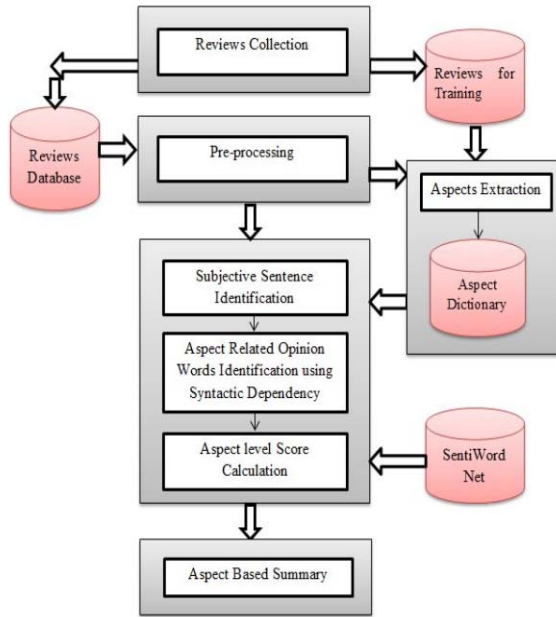 Reviews Collection
Reviews for
Training
Reviews
Database
Pre-processing
Aspects Extraction
Aspect
Dictionary
Subjective Sentence
Identification
Aspect Related Opinion
Words Identification using
Syntactic Dependency
Aspect level Score
Calculation
SentiWord
Net
Aspect Based Summary